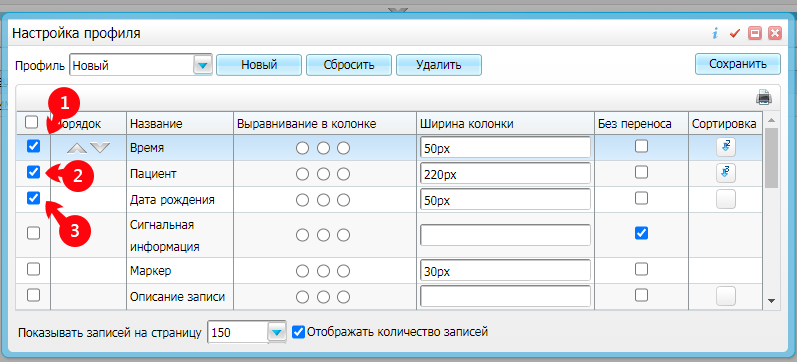 Настройка профиля
Профиль Новый Новый Сбросить Удалить Сохранить
1
Порядок Название Выравнивание в колонке Ширина колонки Без переноса Сортировка
Время 50px
2 Пациент 220px
Дата рождения 50px
3
Сигнальная
информация
Маркер 30px
Описание записи
Показывать записей на страницу 150 Отображать количество записей